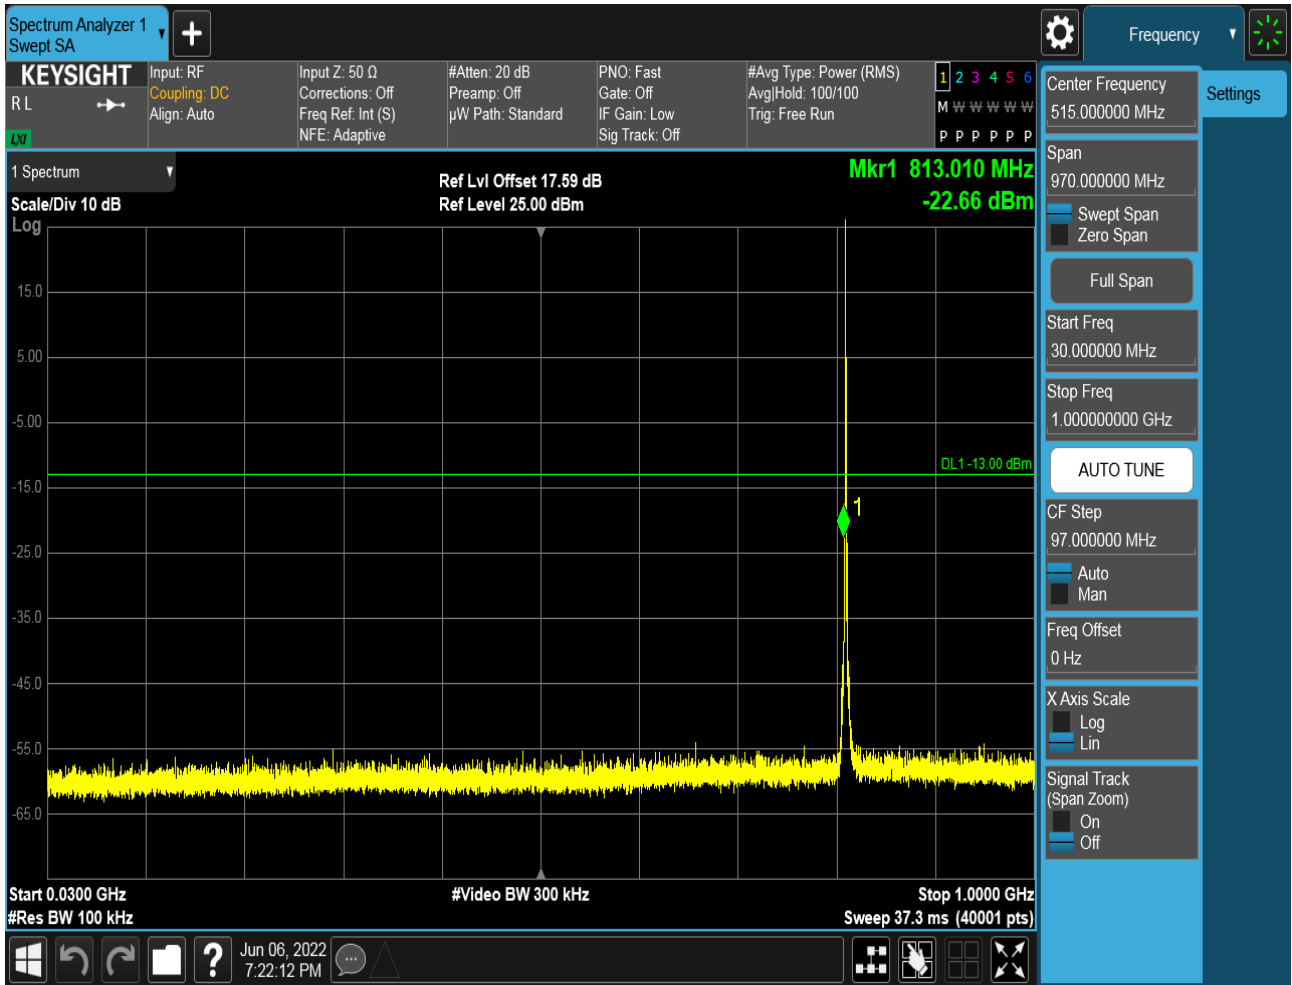 Spectrum Analyzer 1
Swept SA
Frequency
KEYSIGHT
R L
LXI
Input: RF
Coupling: DC
Align: Auto
Input Z: 50 Ω
Corrections: Off
Freq Ref: Int (S)
NFE: Adaptive
#Atten: 20 dB
Preamp: Off
µW Path: Standard
PNO: Fast
Gate: Off
IF Gain: Low
Sig Track: Off
#Avg Type: Power (RMS)
Avg|Hold: 100/100
Trig: Free Run
1 2 3 4 5 6
M W W W W W
P P P P P P
1 Spectrum
Scale/Div 10 dB
Log
Ref Lvl Offset 17.59 dB
Ref Level 25.00 dBm
Mkr1 813.010 MHz
-22.66 dBm
15.0
5.00
-5.00
-15.0
-25.0
-35.0
-45.0
-55.0
-65.0
DL1 -13.00 dBm
1
Start 0.0300 GHz
#Res BW 100 kHz
#Video BW 300 kHz
Stop 1.0000 GHz
Sweep 37.3 ms (40001 pts)
Jun 06, 2022
7:22:12 PM
Center Frequency
515.000000 MHz
Span
970.000000 MHz
Swept Span
Zero Span
Full Span
Start Freq
30.000000 MHz
Stop Freq
1.000000000 GHz
AUTO TUNE
CF Step
97.000000 MHz
Auto
Man
Freq Offset
0 Hz
X Axis Scale
Log
Lin
Signal Track
(Span Zoom)
On
Off
Settings